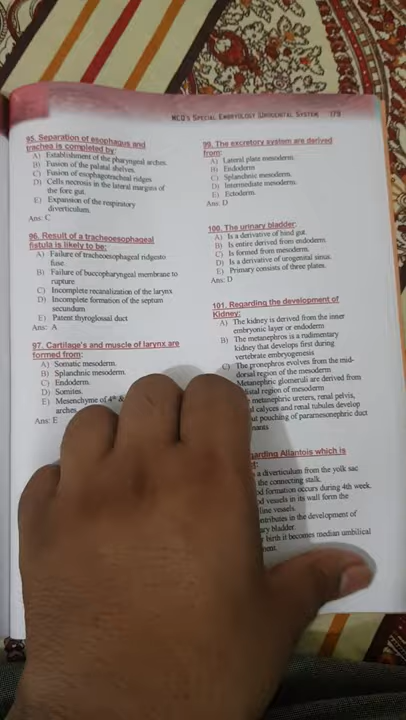 MCQ's SPECIAL EMBRYOLOGY (UROGENITAL SYSTEM) 179
95. Separation of esophagus and
trachea is completed by:
A) Establishment of the pharyngeal arches.
B) Fusion of the palatal shelves.
C) Fusion of esophagotracheal ridges
D) Cells necrosis in the lateral margins of
the fore gut.
E) Expansion of the respiratory
diverticulum.
Ans: C
96. Result of a tracheoesophageal
fistula is likely to be:
A) Failure of tracheoesophageal ridgesto
fuse.
B) Failure of buccopharyngeal membrane to
rupture
C) Incomplete recanalization of the larynx
D) Incomplete formation of the septum
secundum
E) Patent thyroglossal duct
Ans: A
97. Cartilage's and muscle of larynx are
formed from:
A) Somatic mesoderm.
B) Splanchnic mesoderm.
C) Endoderm.
D) Somites.
E) Mesenchyme of 4th &
arches.
Ans: E
99. The excretory system are derived
from:
A) Lateral plate mesoderm.
B) Endoderm
C) Splanchnic mesoderm.
D) Intermediate mesoderm.
E) Ectoderm.
Ans: D
100. The urinary bladder:
A) Is a derivative of hind gut.
B) Is entire derived from endoderm.
C) Is formed from mesoderm.
D) Is a derivative of urogenital sinus.
E) Primary consists of three plates.
Ans: D
101. Regarding the development of
Kidney:
A) The kidney is derived from the inner
embryonic layer or endoderm
B) The metanephros is a rudimentary
kidney that develops first during
vertebrate embryogenesis
C) The pronephros evolves from the mid-
dorsal region of the mesoderm
Metanephric glomeruli are derived from
distal region of mesoderm
metanephric ureters, renal pelvis,
calyces and renal tubules develop
pouching of paramesonephric duct
garding Allantois which is
a diverticulum from the yolk sac
the connecting stalk.
formation occurs during 4th week.
vessels in its wall form the
vessels.
ntributes in the development of
bladder.
birth it becomes median umbilical